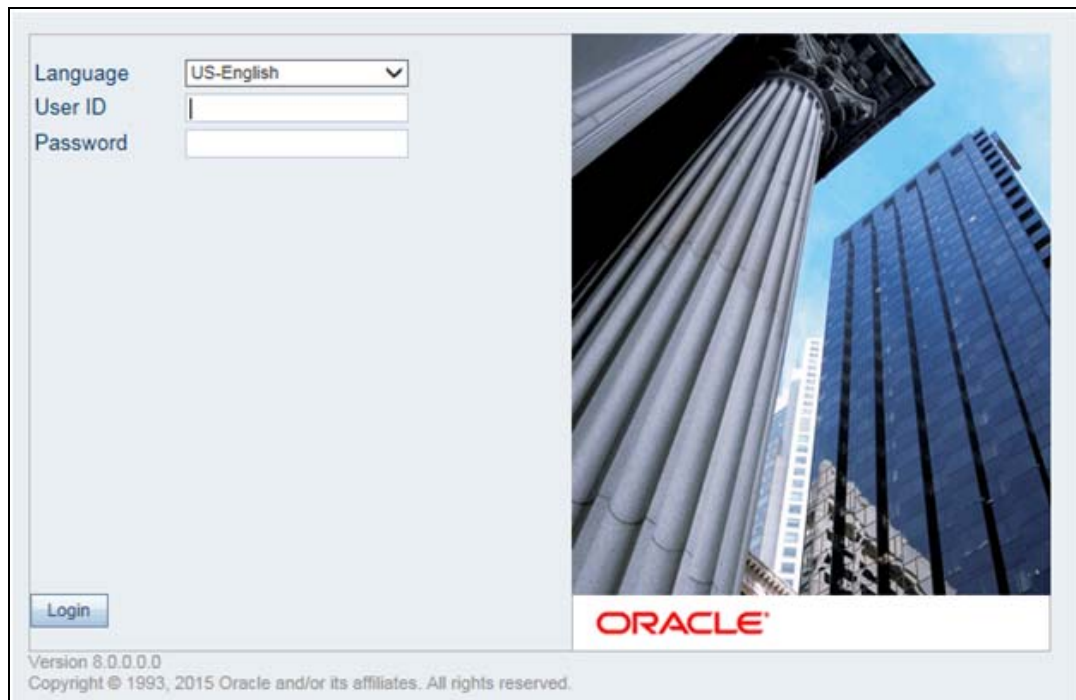 Language US-English
User ID
Password
Login
ORACLE®
Version 8.0.0.0.0
Copyright © 1993, 2015 Oracle and/or its affiliates. All rights reserved.